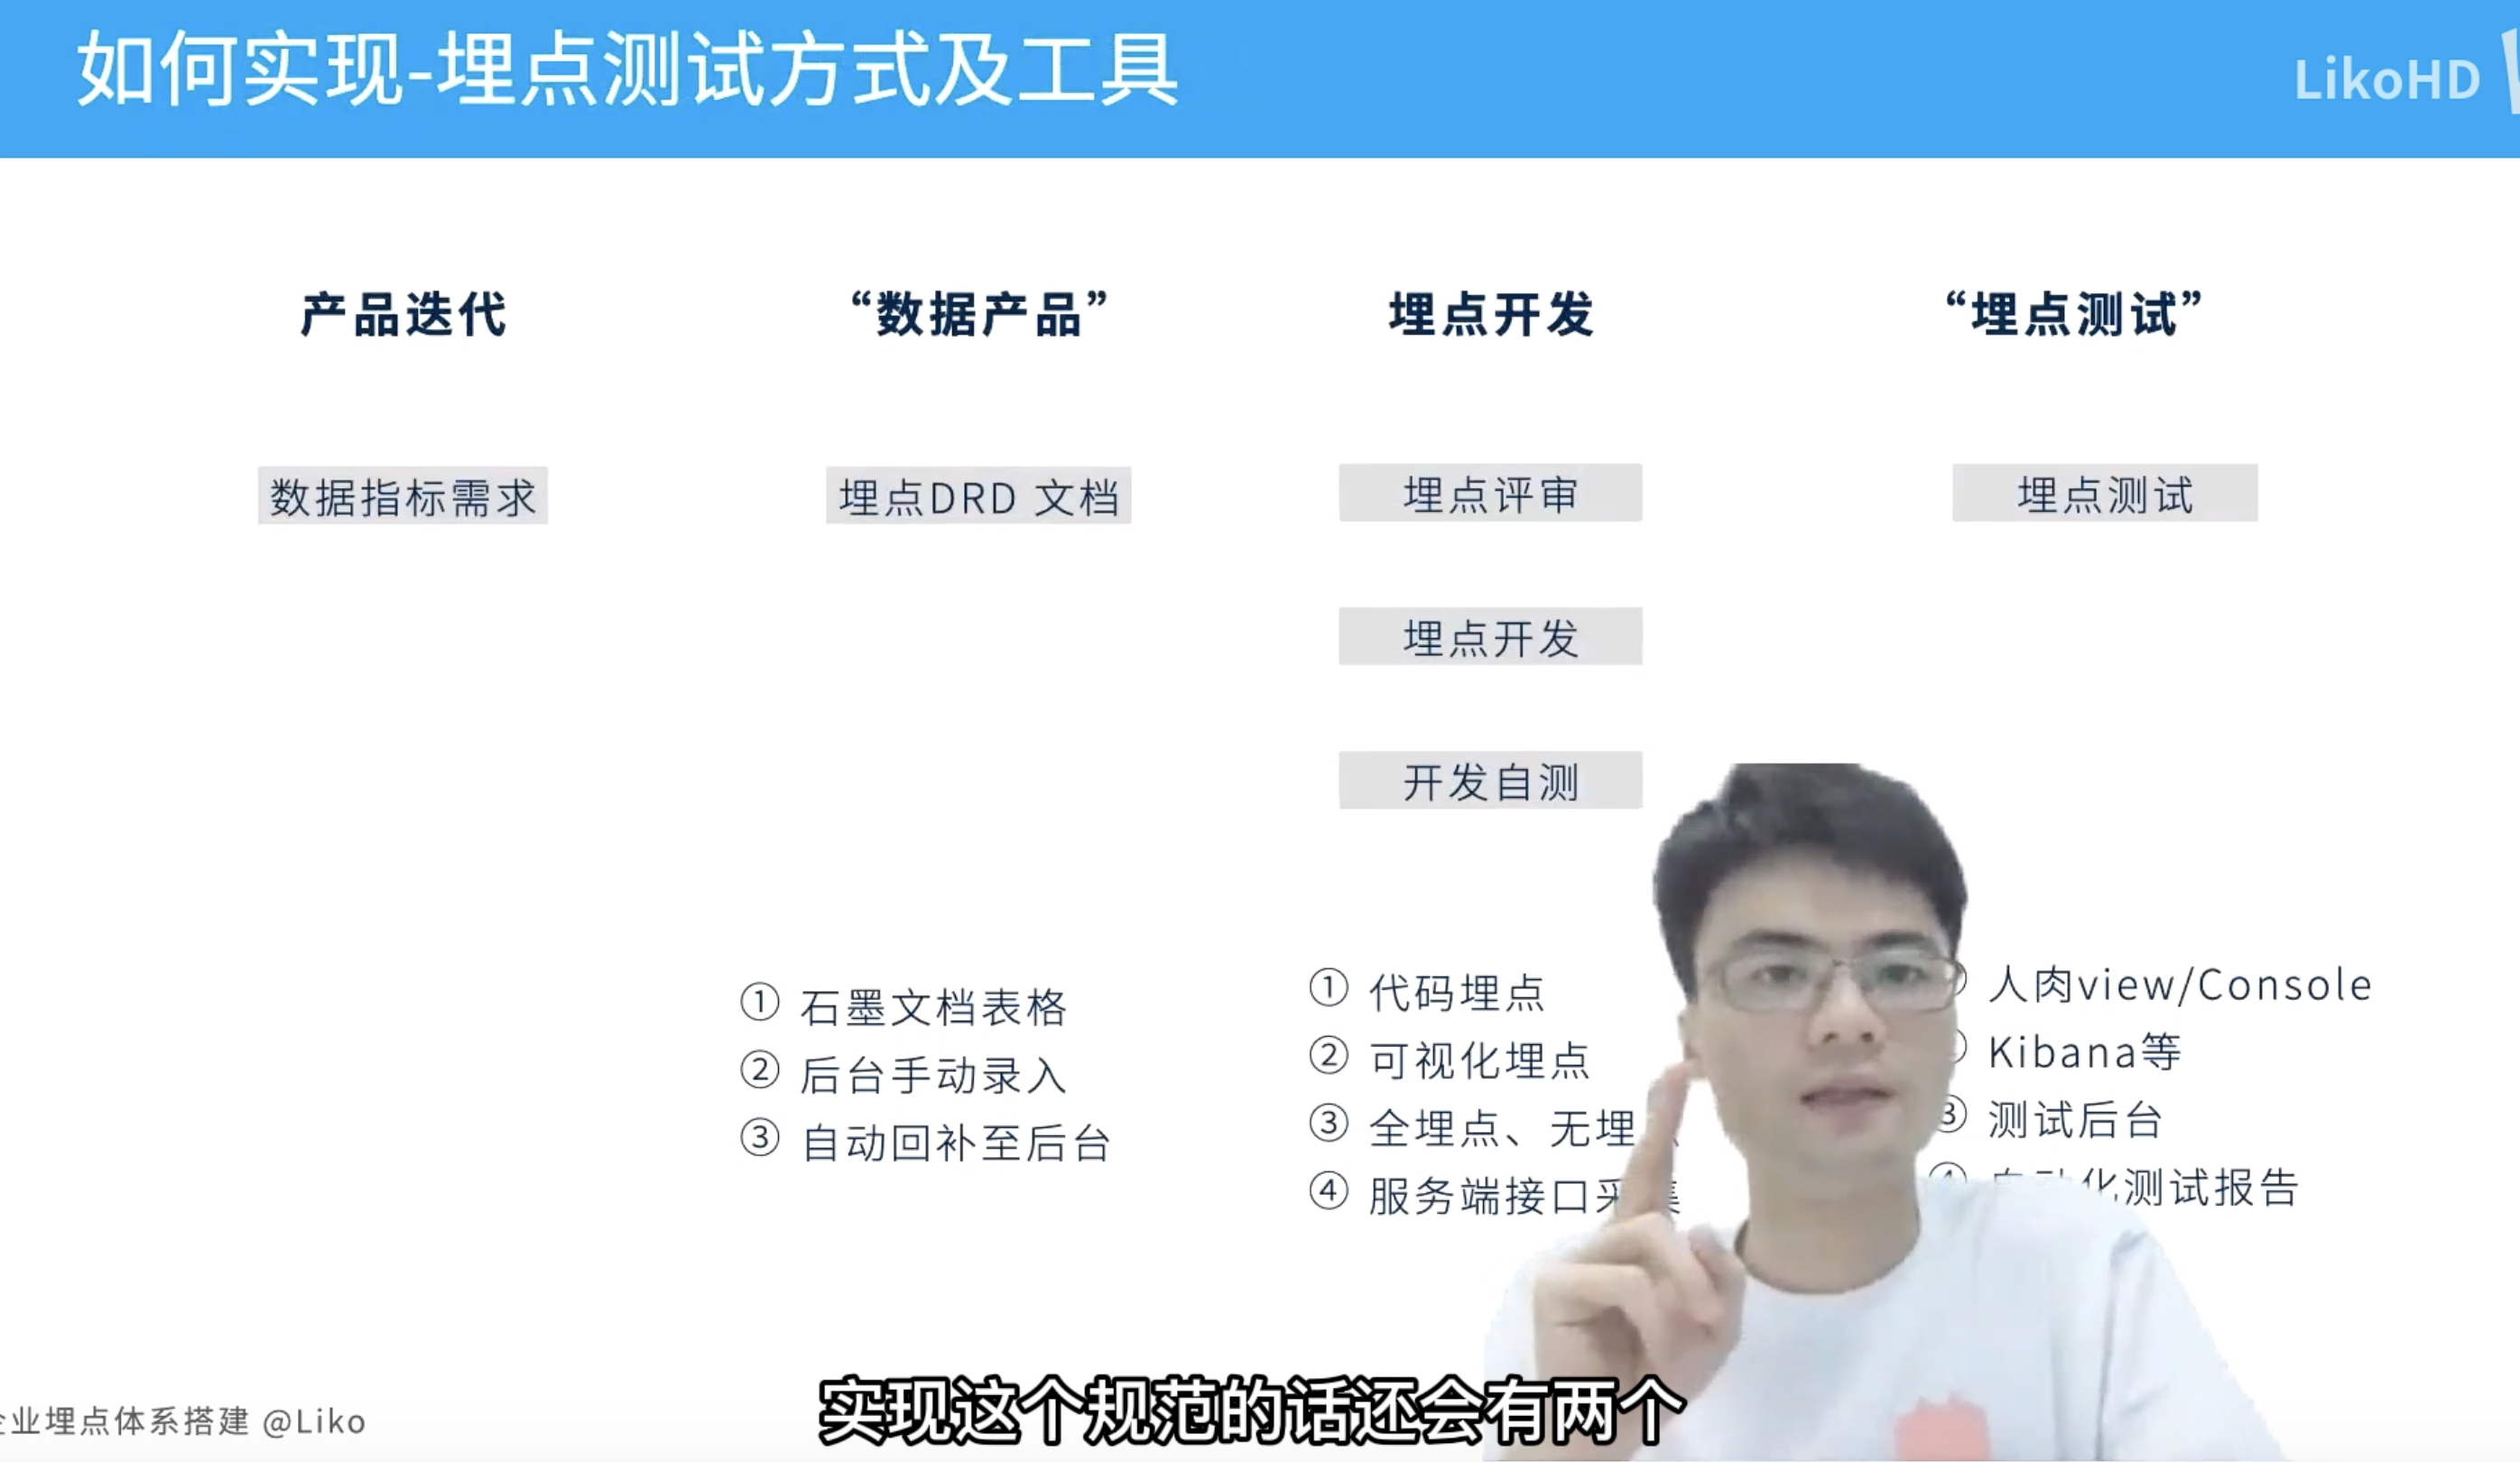 如何实现-埋点测试方式及工具
LikoHD
产品迭代
“数据产品”
埋点开发
“埋点测试”
数据指标需求
埋点DRD 文档
埋点评审
埋点测试
埋点开发
开发自测
① 石墨文档表格
② 后台手动录入
③ 自动回补至后台
① 代码埋点
② 可视化埋点
③ 全埋点、无埋
④ 服务端接口采集
人肉view/Console
Kibana等
③ 测试后台
④ 自动化测试报告
企业埋点体系搭建 @Liko
实现这个规范的话还会有两个